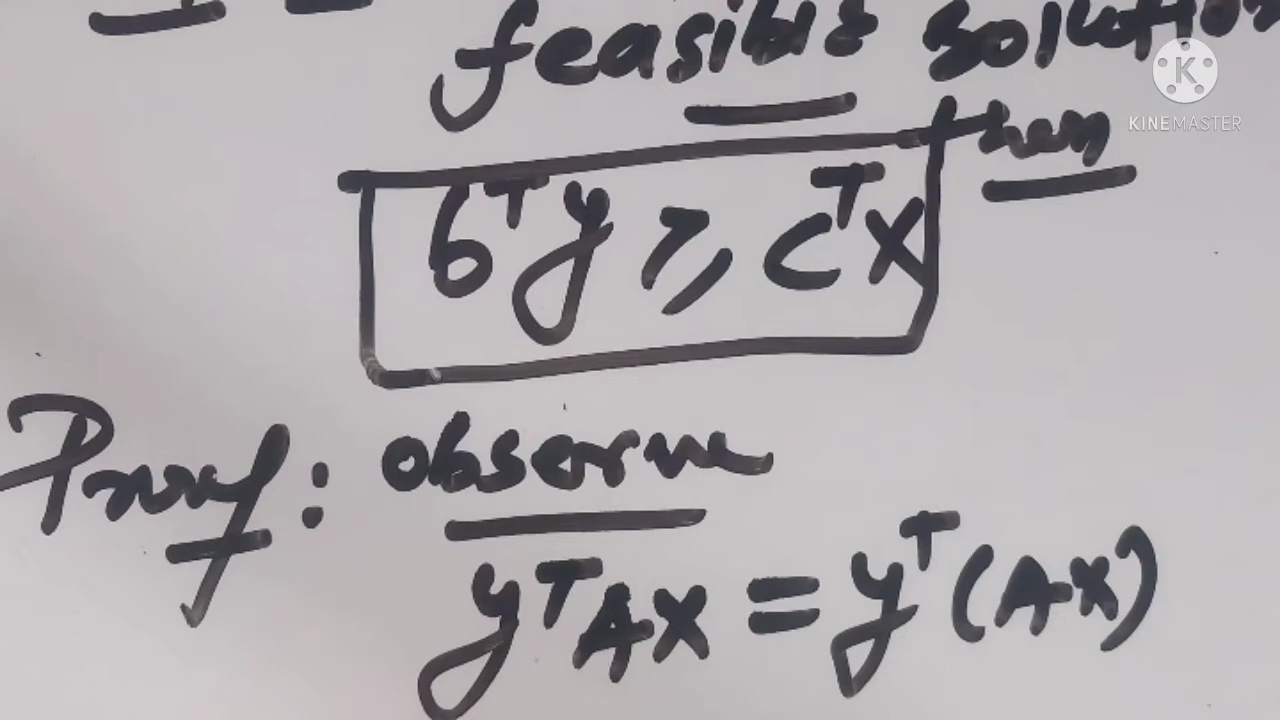 feasible solution
then
b^T y ≥ c^T x
Proof: observe
y^T A x = y^T (A x)
KINEMASTER